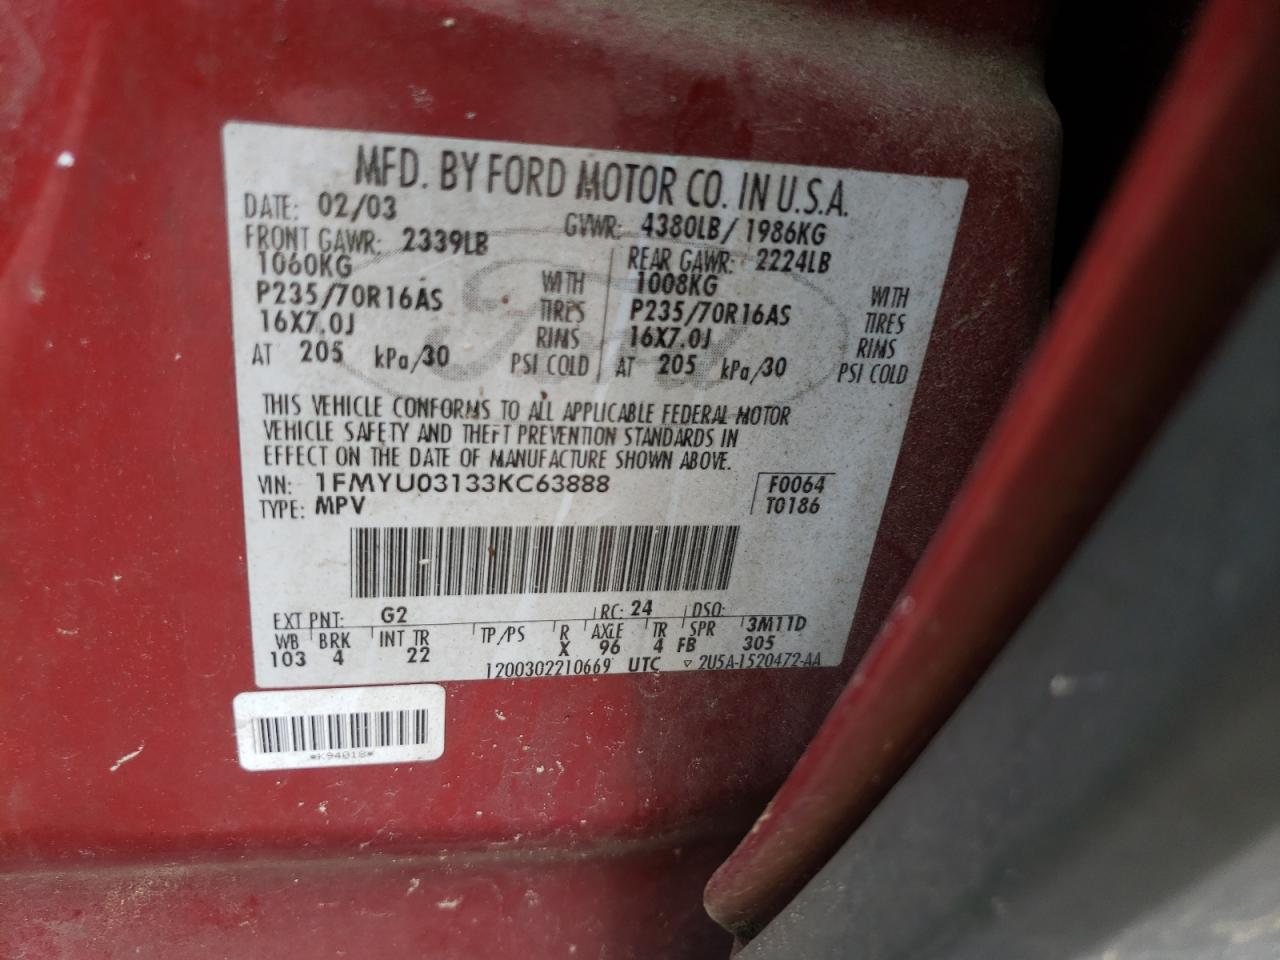 MFD. BY FORD MOTOR CO. IN U.S.A.
DATE: 02/03 GVWR: 4380LB/ 1986KG
FRONT GAWR: 2339LB REAR GAWR: 2224LB
1060KG WITH 1008KG WITH
P235/70R16AS TIRES P235/70R16AS TIRES
16X7.0J RIMS 16X7.0J RIMS
AT 205 kPa/30 PSI COLD AT 205 kPa/30 PSI COLD
THIS VEHICLE CONFORMS TO ALL APPLICABLE FEDERAL MOTOR
VEHICLE SAFETY AND THEFT PREVENTION STANDARDS IN
EFFECT ON THE DATE OF MANUFACTURE SHOWN ABOVE.
VIN: 1FMYU03133KC63888 F0064
TYPE: MPV T0186
EXT PNT: G2 RC: 24 DSO:
WB BRK INT TR TP/PS R AXLE TR SPR 3M11D
103 4 22 X 96 4 FB 305
1200302210669 UTC ▽ 2U5A-1520472-AA
*K94018*
Ford